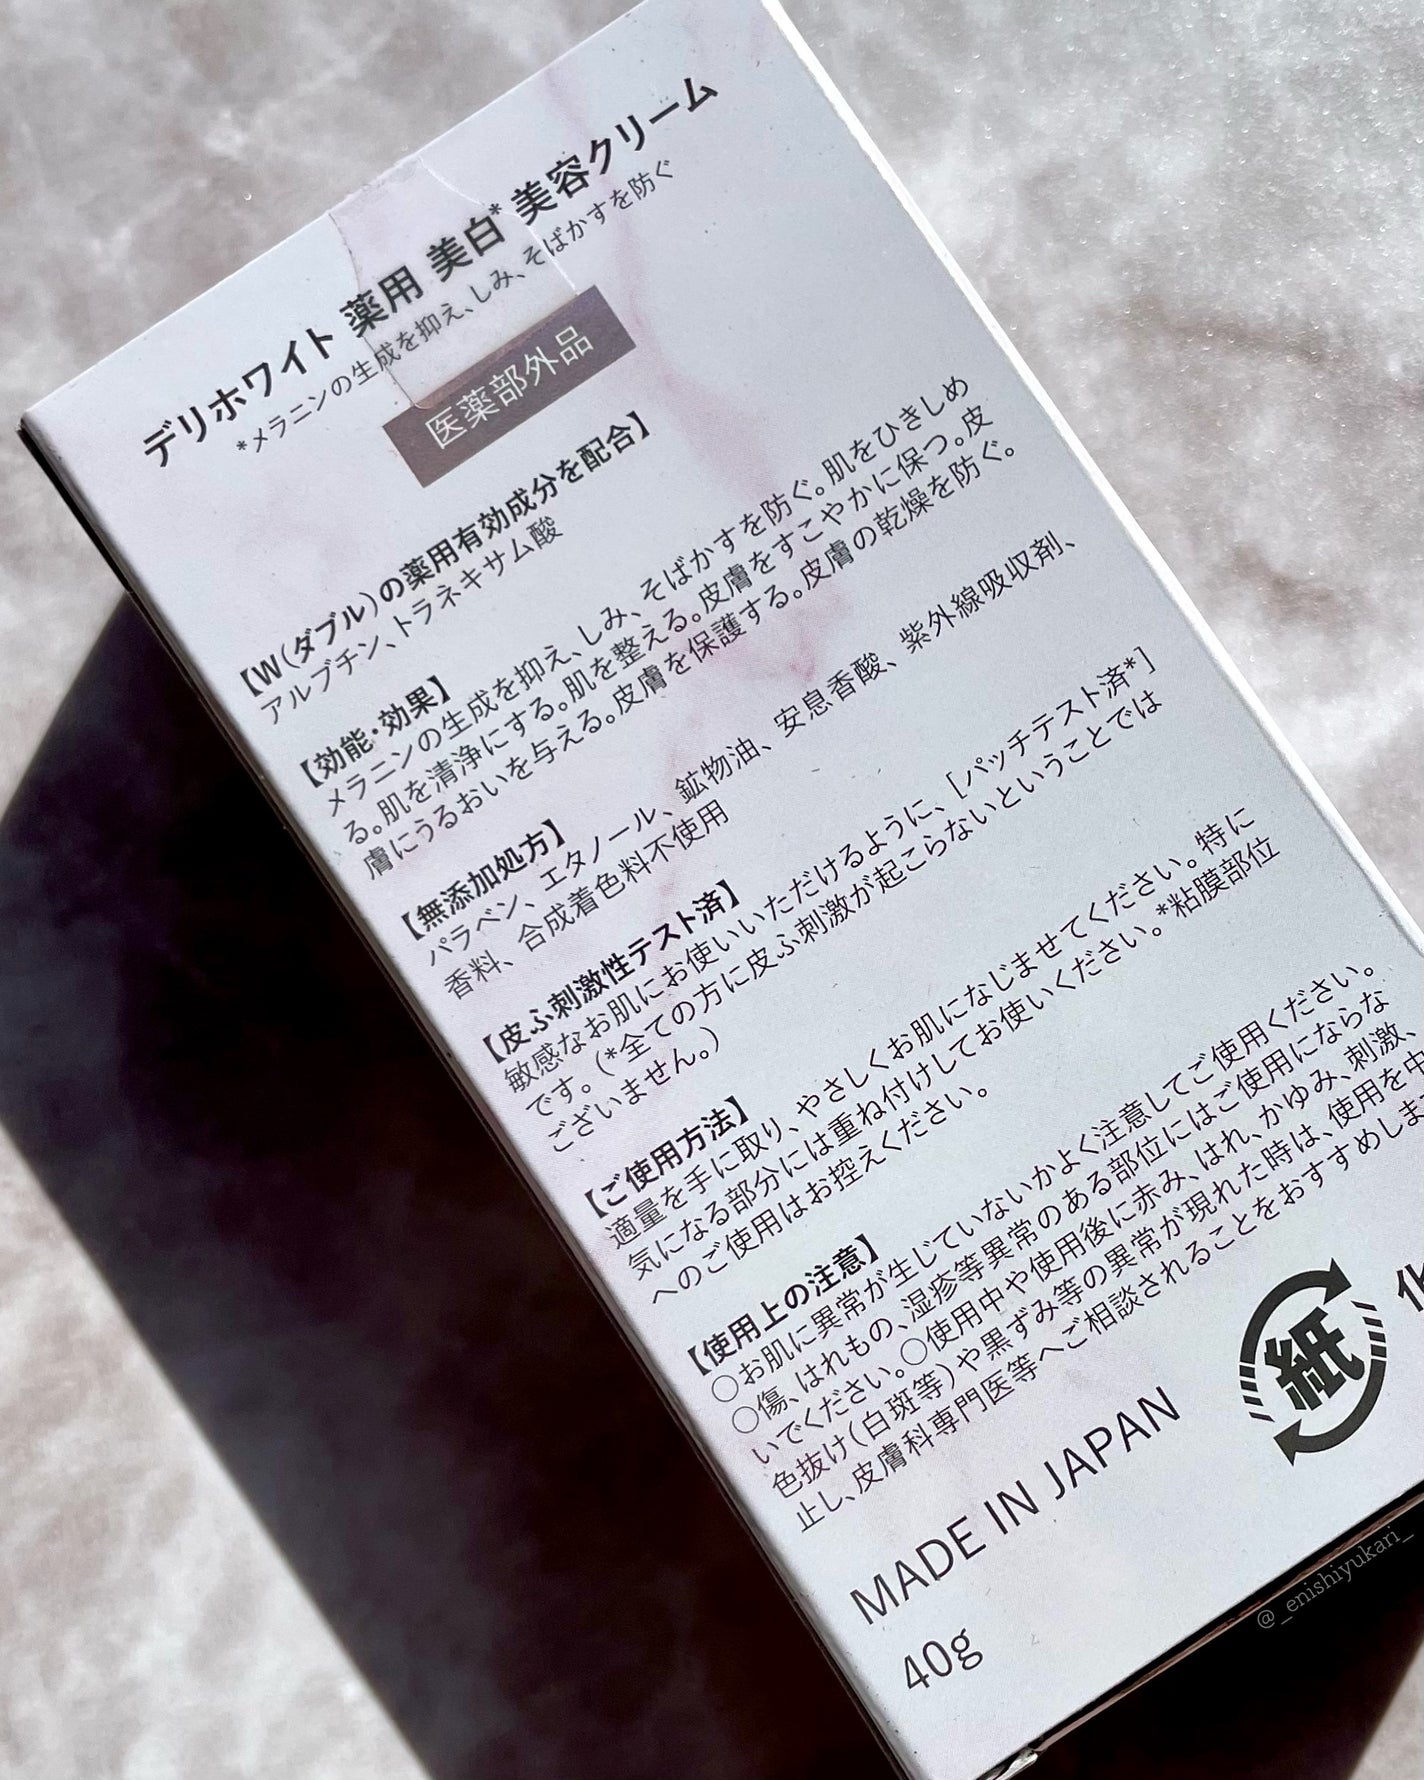 デリホワイト 薬用 美白* 美容クリーム
*メラニンの生成を抑え、しみ、そばかすを防ぐ
医薬部外品
【W(ダブル)の薬用有効成分を配合】
アルブチン、トラネキサム酸
【効能・効果】
メラニンの生成を抑え、しみ、そばかすを防ぐ。肌をひきしめ
る。肌を清浄にする。肌を整える。皮膚をすこやかに保つ。皮
膚にうるおいを与える。皮膚を保護する。皮膚の乾燥を防ぐ。
【無添加処方】
パラベン、エタノール、鉱物油、安息香酸、紫外線吸収剤、
香料、合成着色料不使用
【皮ふ刺激性テスト済】
敏感なお肌にお使いいただけるように、[パッチテスト済*]
です。(*全ての方に皮ふ刺激が起こらないということでは
ございません。)
【ご使用方法】
適量を手に取り、やさしくお肌になじませてください。特に
気になる部分には重ね付けしてお使いください。*粘膜部位
へのご使用はお控えください。
【使用上の注意】
○お肌に異常が生じていないかよく注意してご使用ください。
○傷、はれもの、湿疹等異常のある部位にはご使用にならな
いでください。○使用中や使用後に赤み、はれ、かゆみ、刺激、
色抜け(白斑等)や黒ずみ等の異常が現れた時は、使用を中
止し、皮膚科専門医等へご相談されることをおすすめしま
紙
化
MADE IN JAPAN
40g
@_enishiyukari_